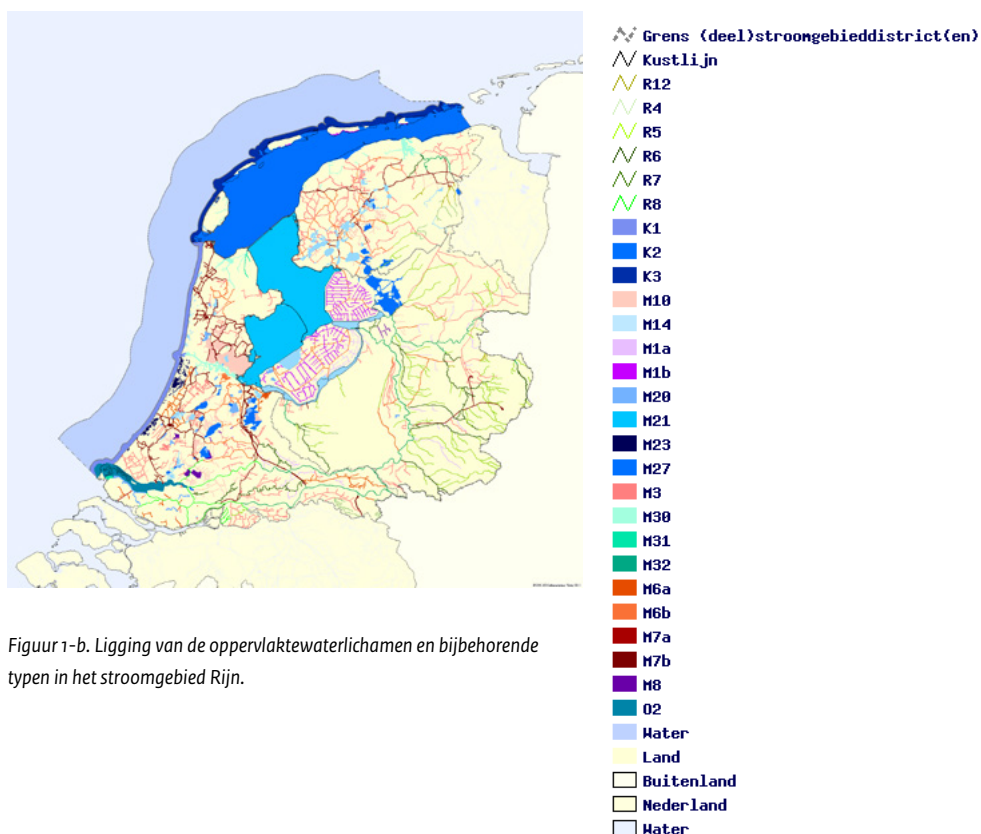 Grens (deel)stroomgebieddistrict(en)
Kustlijn
R12
R4
R5
R6
R7
R8
K1
K2
K3
M10
M14
M1a
M1b
M20
M21
M23
M27
M3
M30
M31
M32
M6a
M6b
M7a
M7b
M8
O2
Water
Land
Buitenland
Nederland
Water
Figuur 1-b. Ligging van de oppervlaktewaterlichamen en bijbehorende
typen in het stroomgebied Rijn.